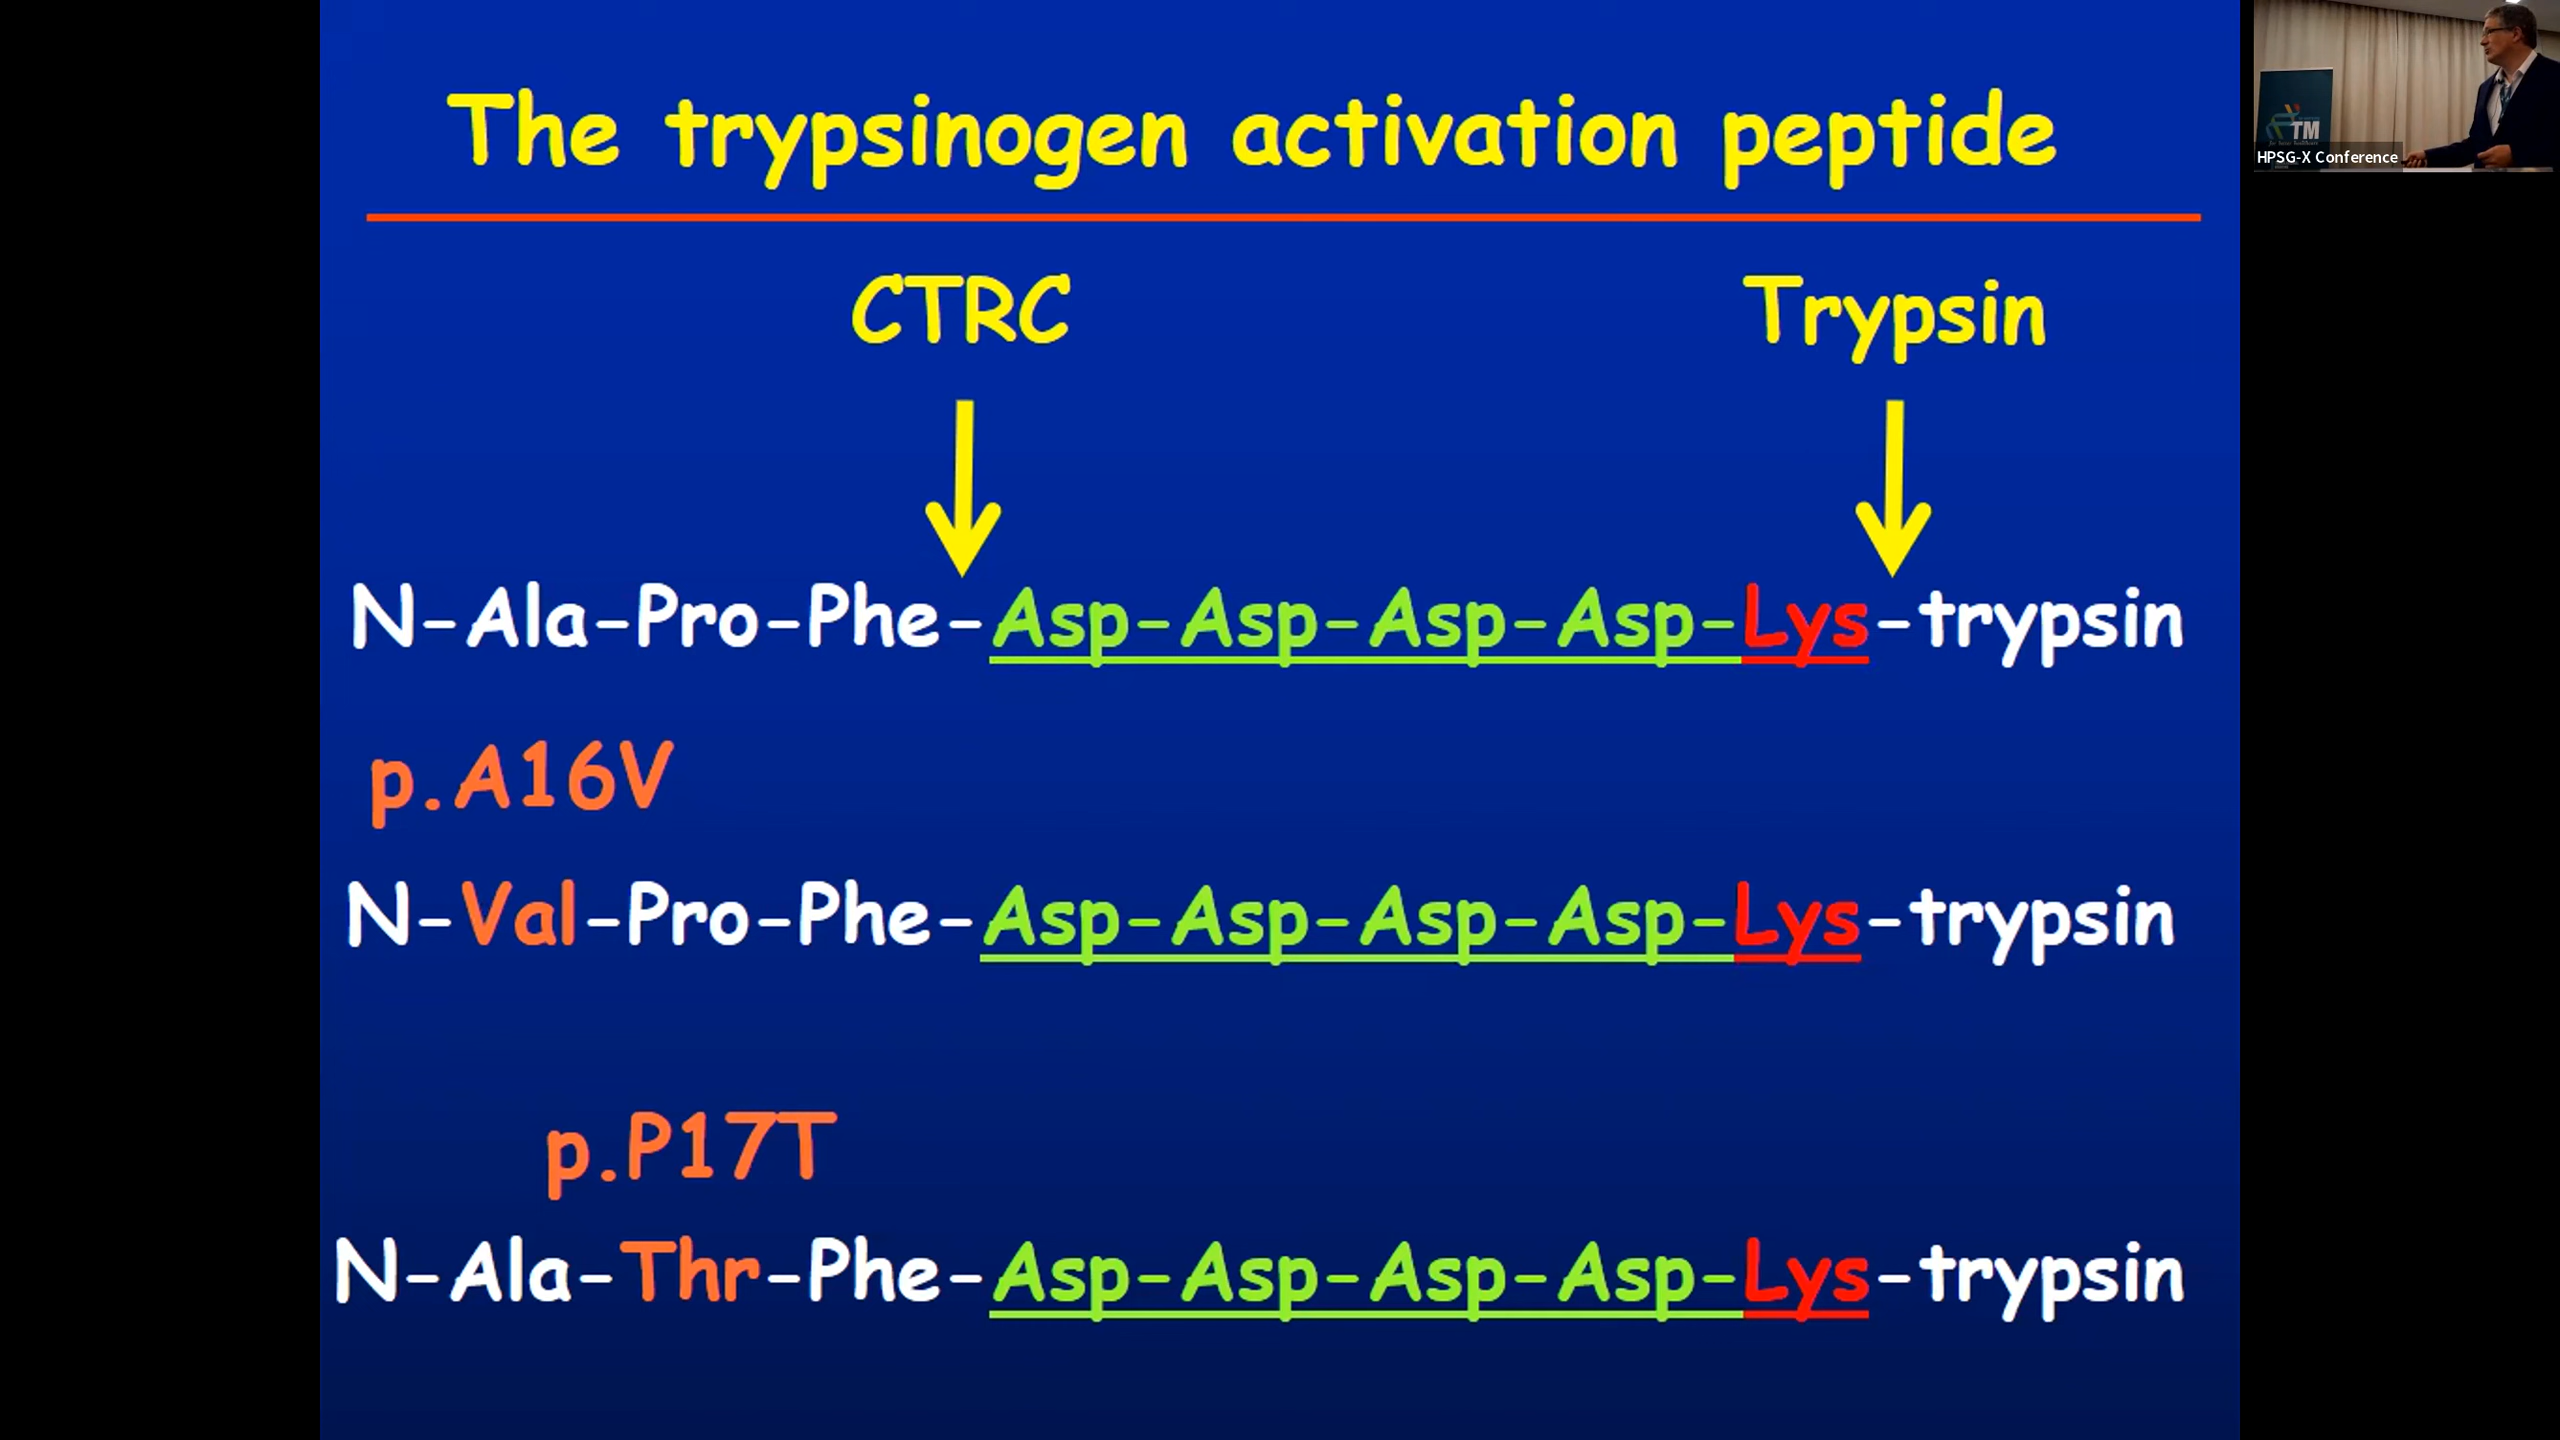 The trypsinogen activation peptide
CTRC
Trypsin
N-Ala-Pro-Phe-Asp-Asp-Asp-Asp-Lys-trypsin
p.A16V
N-Val-Pro-Phe-Asp-Asp-Asp-Asp-Lys-trypsin
p.P17T
N-Ala-Thr-Phe-Asp-Asp-Asp-Asp-Lys-trypsin
TM
HPSG-X Conference